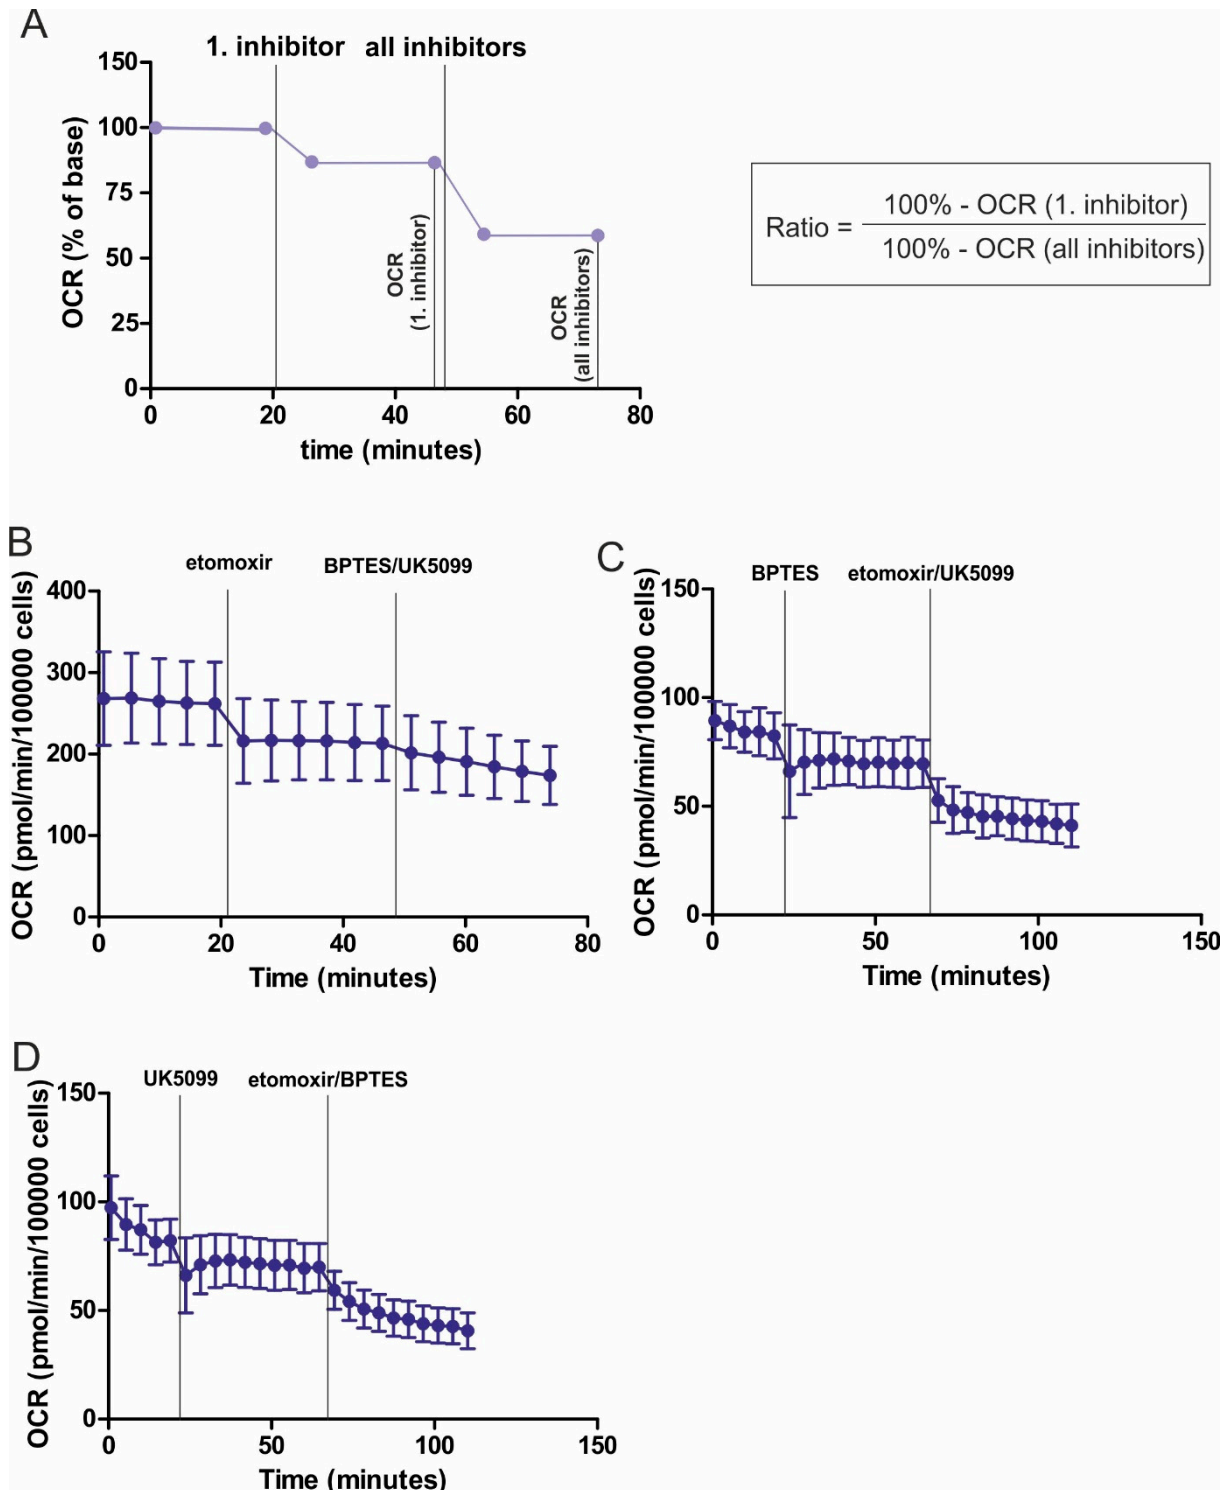 A
1. inhibitor all inhibitors
150
100
75
50
25
0
OCR (% of base)
OCR
(1. inhibitor)
OCR
(all inhibitors)
0 20 40 60 80
time (minutes)
Ratio = 100% - OCR (1. inhibitor)
100% - OCR (all inhibitors)
B
etomoxir BPTES/UK5099
400
300
200
100
0
OCR (pmol/min/100000 cells)
0 20 40 60 80
Time (minutes)
C
BPTES etomoxir/UK5099
150
100
50
0
OCR (pmol/min/100000 cells)
0 50 100 150
Time (minutes)
D
UK5099 etomoxir/BPTES
150
100
50
0
OCR (pmol/min/100000 cells)
0 50 100 150
Time (minutes)